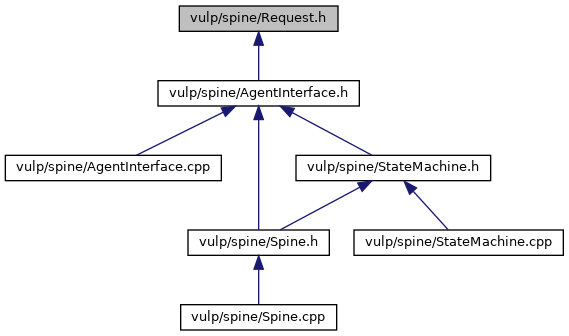 vulp/spine/Request.h
vulp/spine/AgentInterface.h
vulp/spine/AgentInterface.cpp
vulp/spine/StateMachine.h
vulp/spine/Spine.h
vulp/spine/StateMachine.cpp
vulp/spine/Spine.cpp